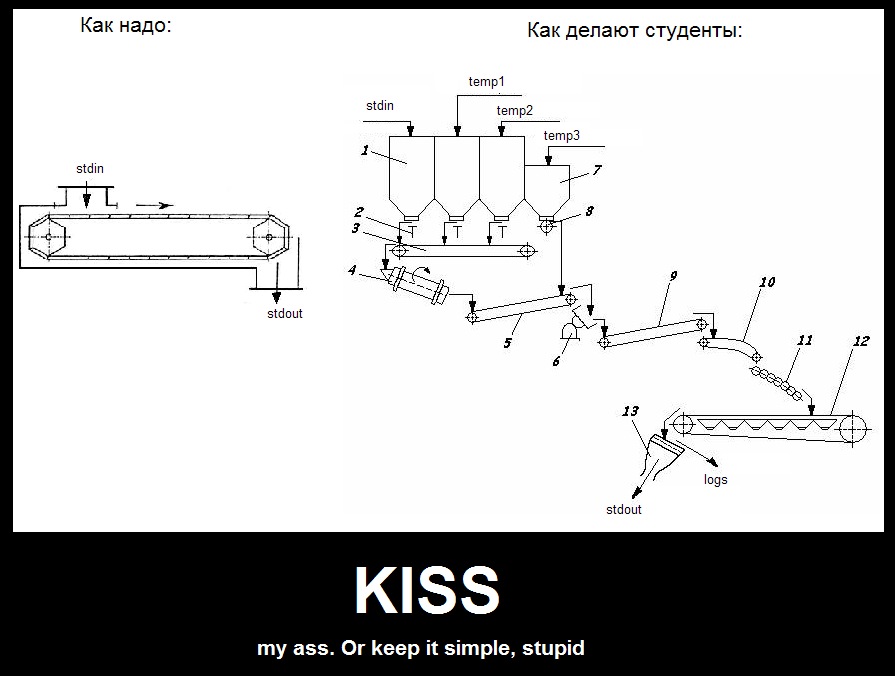 Как надо:
Как делают студенты:
stdin
stdout
temp1
stdin
temp2
temp3
1
7
2
8
3
4
9
10
5
6
11
12
13
logs
stdout
KISS
my ass. Or keep it simple, stupid